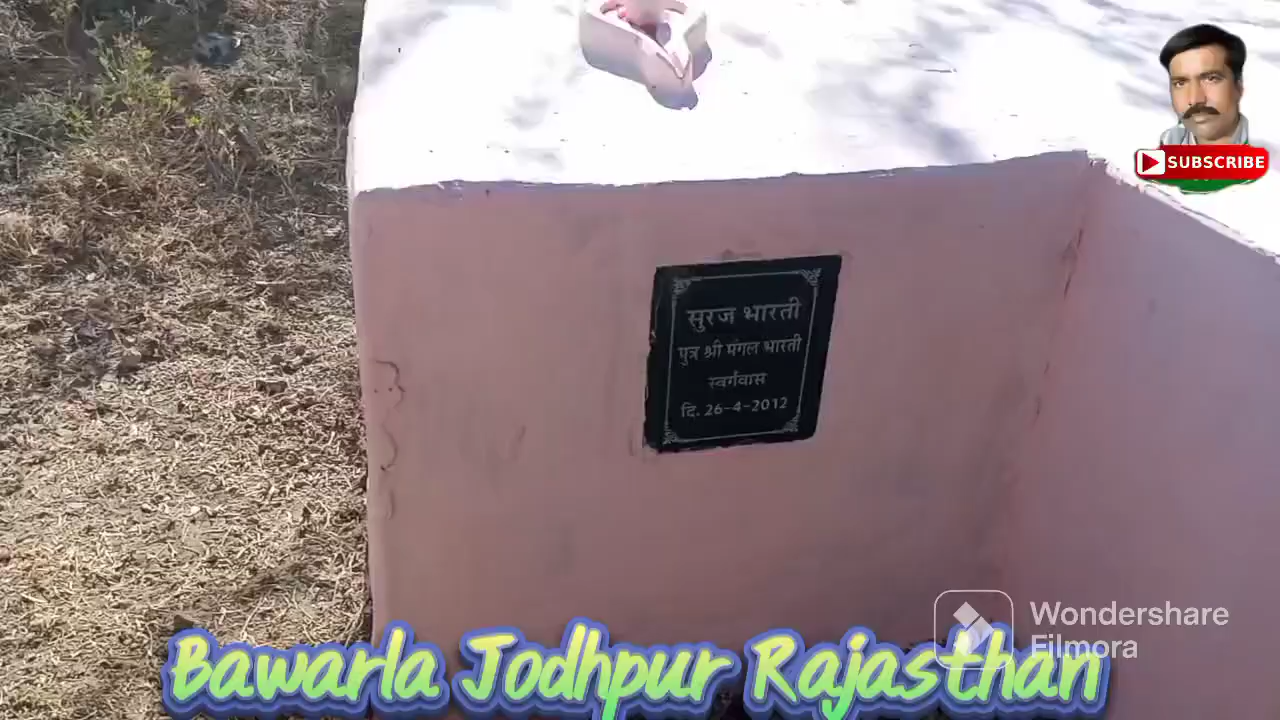 SUBSCRIBE
सुरज भारती
पुत्र श्री मंगल भारती
स्वर्गवास
दि. 26-4-2012
Wondershare
Filmora
Bawarla Jodhpur Rajasthan